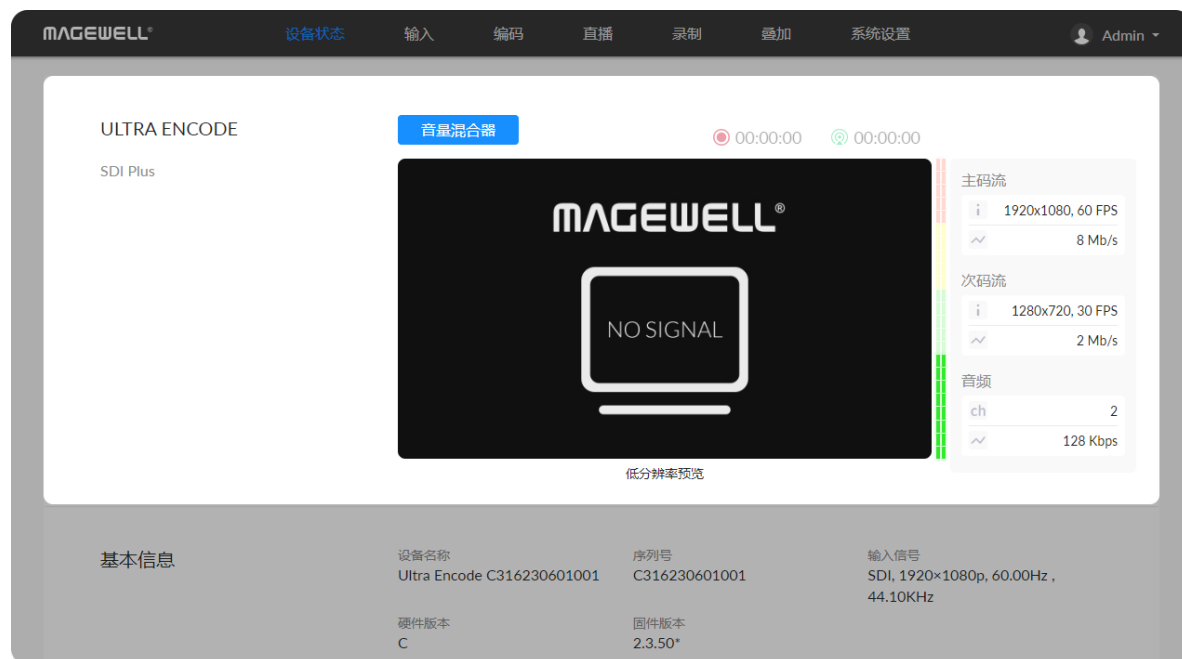 MAGEWELL®
设备状态 输入 编码 直播 录制 叠加 系统设置 Admin
ULTRA ENCODE
SDI Plus
音量混合器
00:00:00 00:00:00
MAGEWELL®
NO SIGNAL
低分辨率预览
主码流
i 1920x1080, 60 FPS
8 Mb/s
次码流
i 1280x720, 30 FPS
2 Mb/s
音频
ch 2
128 Kbps
基本信息
设备名称
Ultra Encode C316230601001
序列号
C316230601001
输入信号
SDI, 1920×1080p, 60.00Hz ,
44.10KHz
硬件版本
C
固件版本
2.3.50*